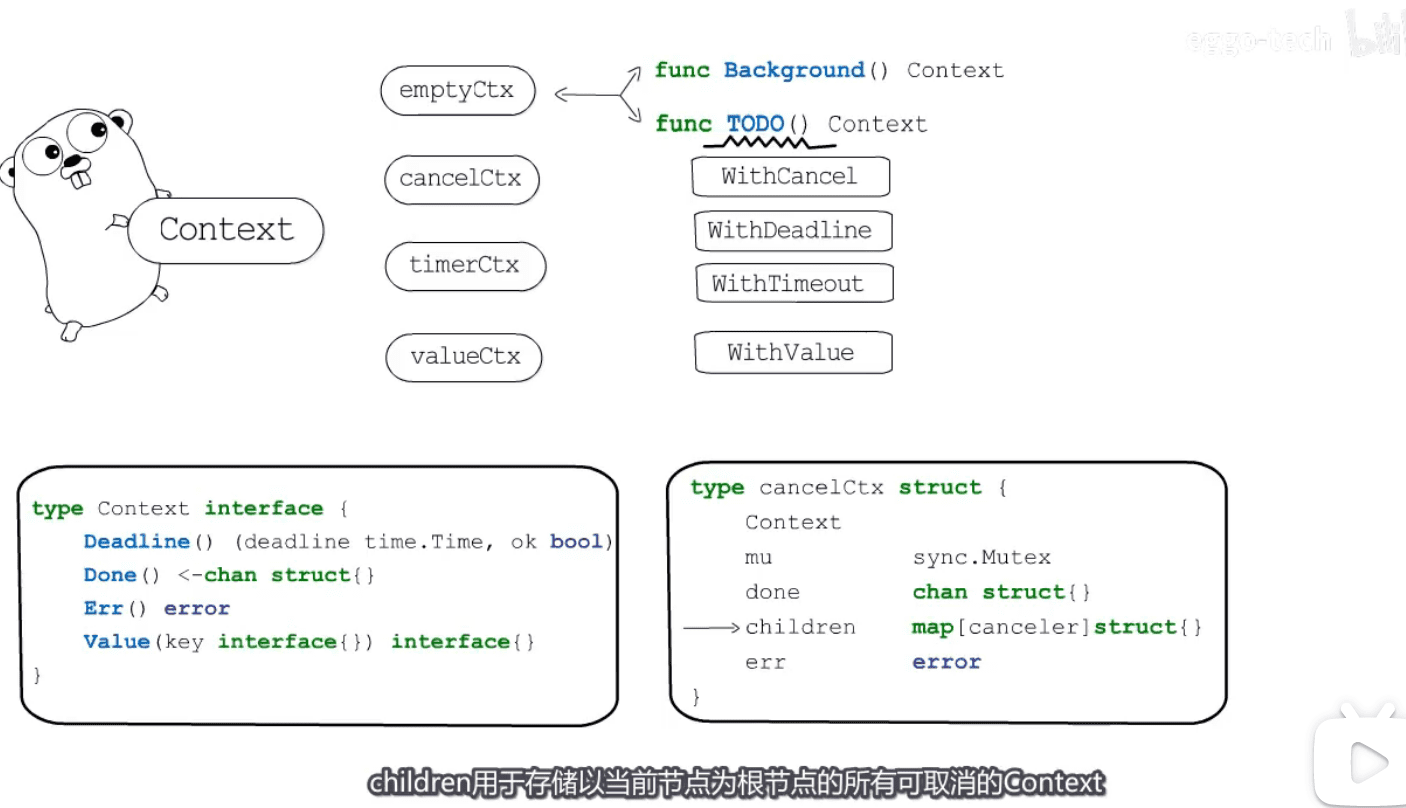 eggo-tech
emptyCtx
func Background() Context
func TODO() Context
cancelCtx
WithCancel
Context
WithDeadline
timerCtx
WithTimeout
valueCtx
WithValue
type Context interface {
Deadline() (deadline time.Time, ok bool)
Done() <-chan struct{}
Err() error
Value(key interface{}) interface{}
}
type cancelCtx struct {
Context
mu sync.Mutex
done chan struct{}
children map[canceler]struct{}
err error
}
children用于存储以当前节点为根节点的所有可取消的Context